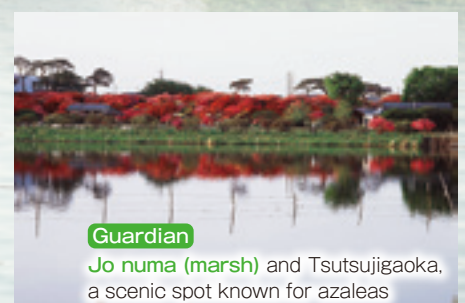 Guardian
Jo numa (marsh) and Tsutsujigaoka,
a scenic spot known for azaleas